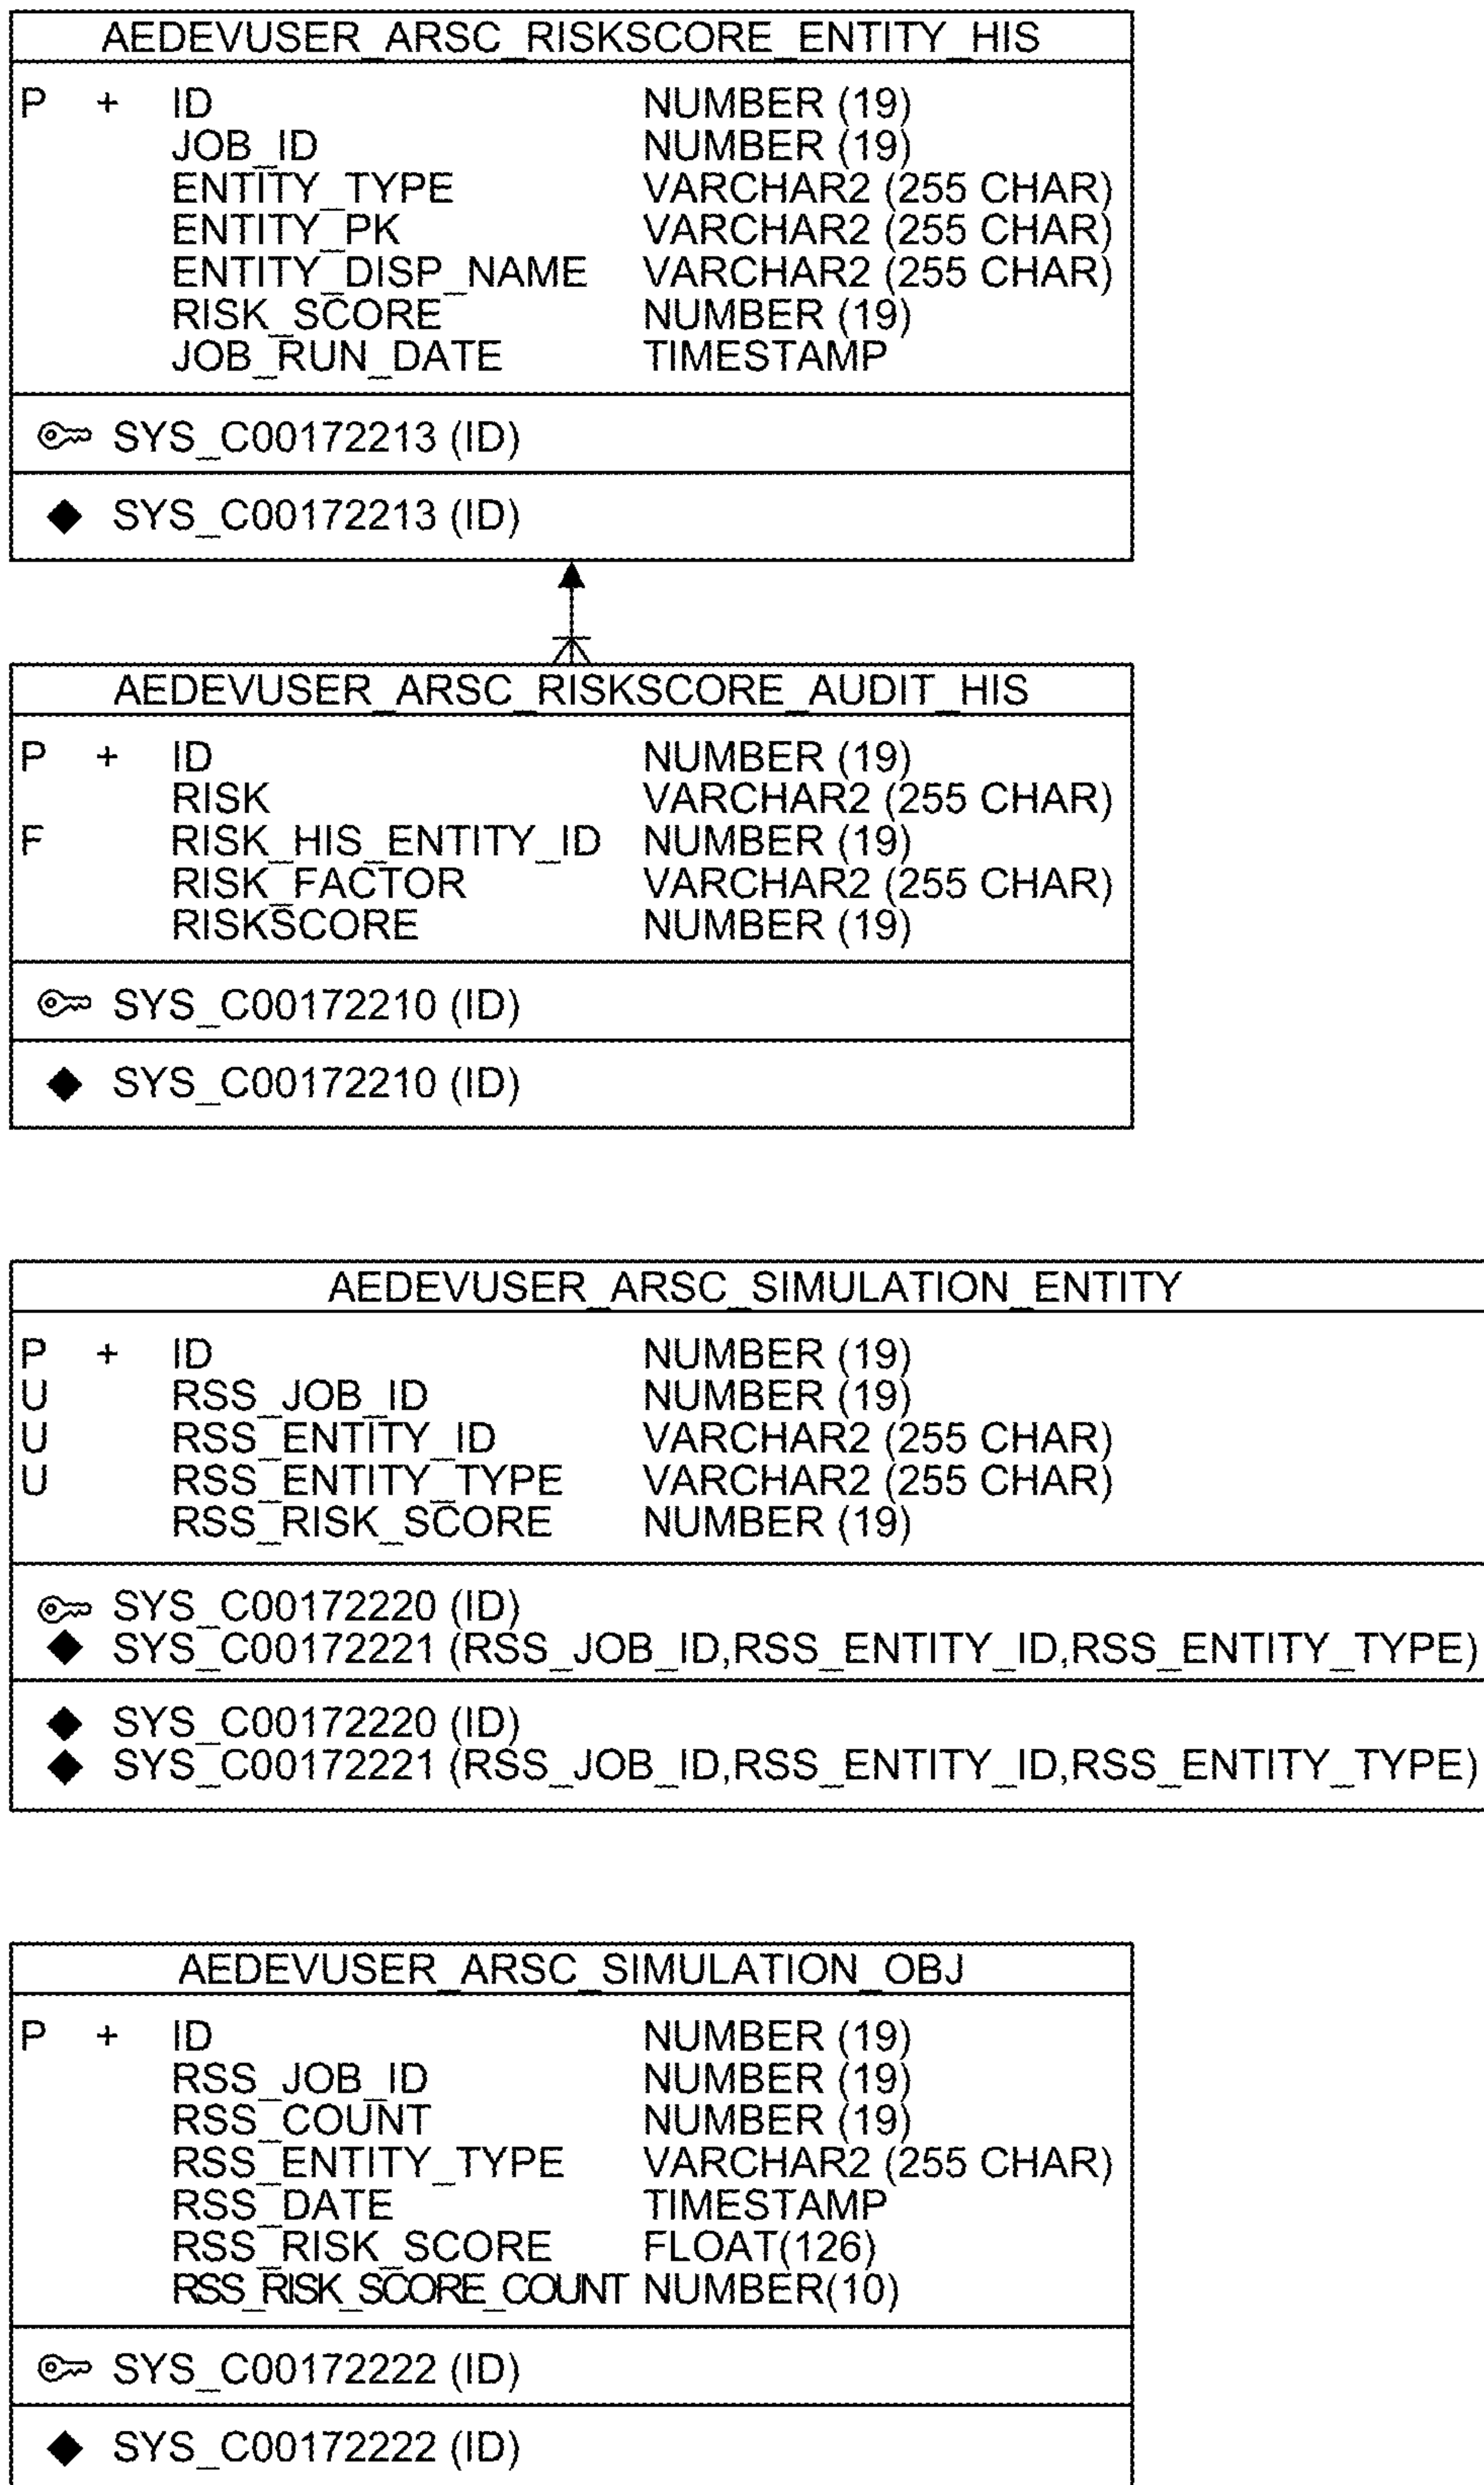 AEDEVUSER_ARSC_RISKSCORE_ENTITY_HIS
P + ID NUMBER (19)
JOB_ID NUMBER (19)
ENTITY_TYPE VARCHAR2 (255 CHAR)
ENTITY_PK VARCHAR2 (255 CHAR)
ENTITY_DISP_NAME VARCHAR2 (255 CHAR)
RISK_SCORE NUMBER (19)
JOB_RUN_DATE TIMESTAMP
SYS_C00172213 (ID)
SYS_C00172213 (ID)
AEDEVUSER_ARSC_RISKSCORE_AUDIT_HIS
P + ID NUMBER (19)
RISK VARCHAR2 (255 CHAR)
F RISK_HIS_ENTITY_ID NUMBER (19)
RISK_FACTOR VARCHAR2 (255 CHAR)
RISKSCORE NUMBER (19)
SYS_C00172210 (ID)
SYS_C00172210 (ID)
AEDEVUSER_ARSC_SIMULATION_ENTITY
P + ID NUMBER (19)
U RSS_JOB_ID NUMBER (19)
U RSS_ENTITY_ID VARCHAR2 (255 CHAR)
U RSS_ENTITY_TYPE VARCHAR2 (255 CHAR)
RSS_RISK_SCORE NUMBER (19)
SYS_C00172220 (ID)
SYS_C00172221 (RSS_JOB_ID,RSS_ENTITY_ID,RSS_ENTITY_TYPE)
SYS_C00172220 (ID)
SYS_C00172221 (RSS_JOB_ID,RSS_ENTITY_ID,RSS_ENTITY_TYPE)
AEDEVUSER_ARSC_SIMULATION_OBJ
P + ID NUMBER (19)
RSS_JOB_ID NUMBER (19)
RSS_COUNT NUMBER (19)
RSS_ENTITY_TYPE VARCHAR2 (255 CHAR)
RSS_DATE TIMESTAMP
RSS_RISK_SCORE FLOAT(126)
RSS_RISK_SCORE_COUNT NUMBER(10)
SYS_C00172222 (ID)
SYS_C00172222 (ID)